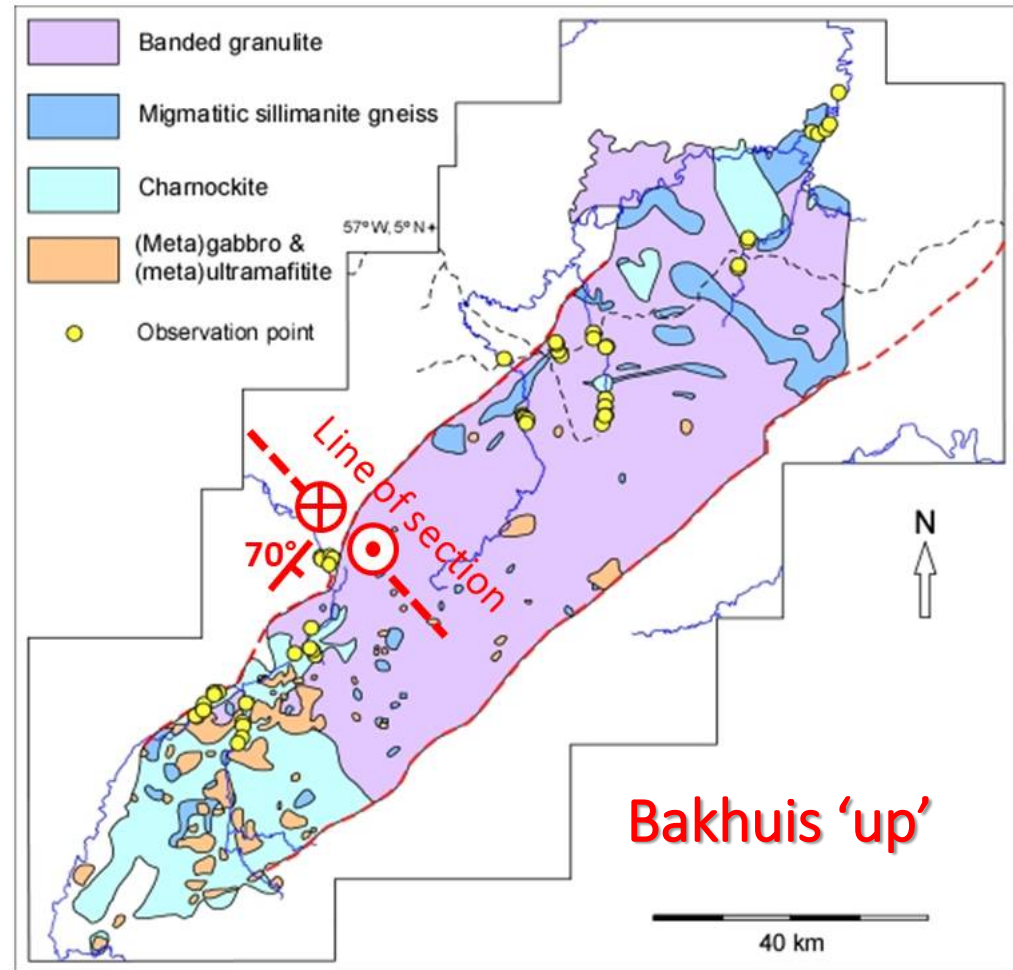 Banded granulite
Migmatitic sillimanite gneiss
Charnockite
(Meta)gabbro &
(meta)ultramafitite
Observation point
57° W, 5° N
Line of section
70°
N
Bakhuis ‘up’
40 km